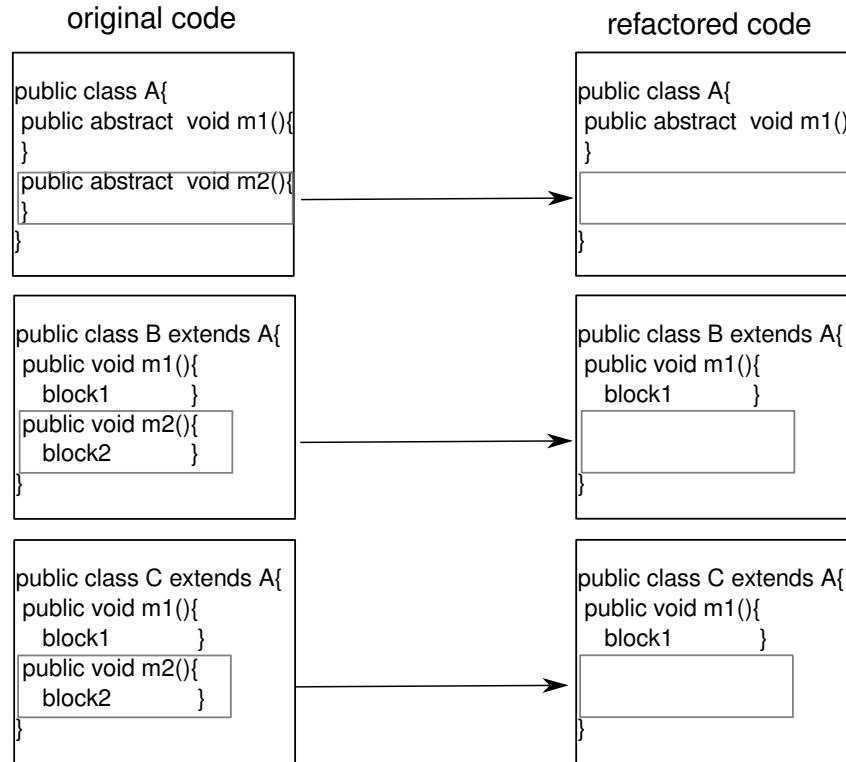 original code
public class A{
public abstract  void m1(){
}
public abstract  void m2(){
}
}
public class B extends A{
public void m1(){
block1          }
public void m2(){
block2          }
}
public class C extends A{
public void m1(){
block1          }
public void m2(){
block2          }
}
refactored code
public class A{
public abstract  void m1()
}
}
public class B extends A{
public void m1(){
block1          }
}
public class C extends A{
public void m1(){
block1          }
}